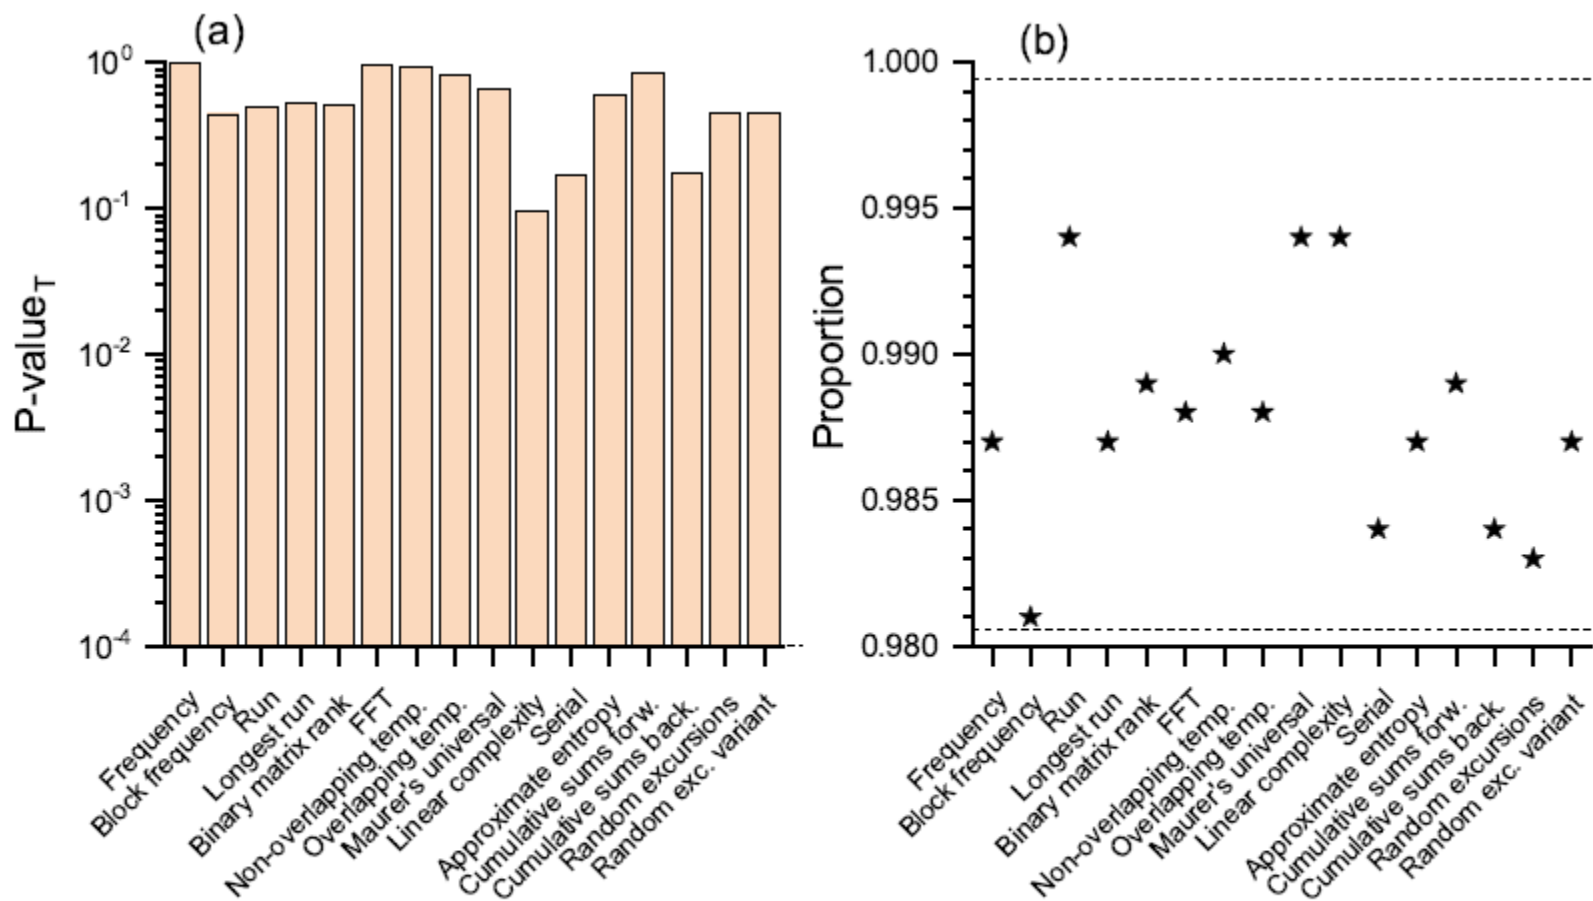 (a)
P-value_T
10^0
10^-1
10^-2
10^-3
10^-4
Frequency
Block frequency
Run
Longest run
Binary matrix rank
FFT
Non-overlapping temp.
Overlapping temp.
Maurer's universal
Linear complexity
Serial
Approximate entropy
Cumulative sums forw.
Cumulative sums back.
Random excursions
Random exc. variant
(b)
Proportion
1.000
0.995
0.990
0.985
0.980
Frequency
Block frequency
Run
Longest run
Binary matrix rank
FFT
Non-overlapping temp.
Overlapping temp.
Maurer's universal
Linear complexity
Serial
Approximate entropy
Cumulative sums forw.
Cumulative sums back.
Random excursions
Random exc. variant